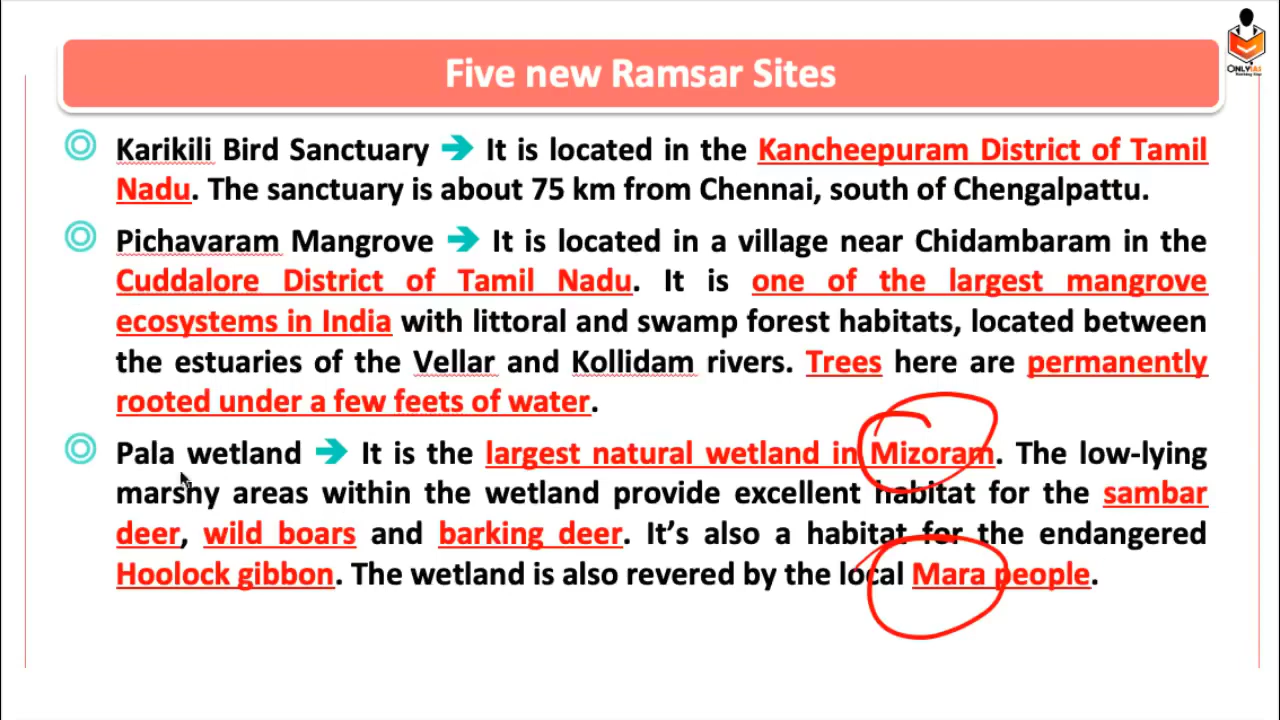 Five new Ramsar Sites
ONLYIAS
Karikili Bird Sanctuary ➔ It is located in the Kancheepuram District of Tamil
Nadu. The sanctuary is about 75 km from Chennai, south of Chengalpattu.
Pichavaram Mangrove ➔ It is located in a village near Chidambaram in the
Cuddalore District of Tamil Nadu. It is one of the largest mangrove
ecosystems in India with littoral and swamp forest habitats, located between
the estuaries of the Vellar and Kollidam rivers. Trees here are permanently
rooted under a few feets of water.
Pala wetland ➔ It is the largest natural wetland in Mizoram. The low-lying
marshy areas within the wetland provide excellent habitat for the sambar
deer, wild boars and barking deer. It’s also a habitat for the endangered
Hoolock gibbon. The wetland is also revered by the local Mara people.